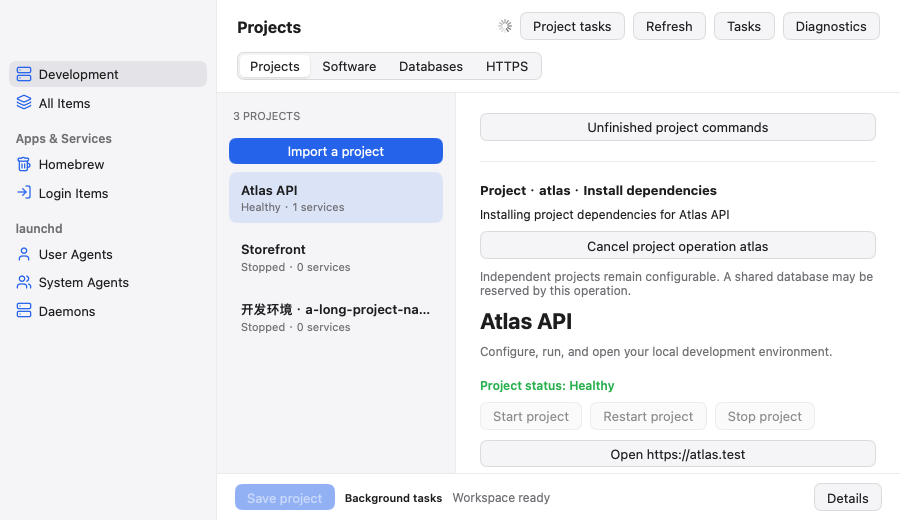 Projects
Project tasks
Refresh
Tasks
Diagnostics
Projects
Software
Databases
HTTPS
Development
All Items
Apps & Services
Homebrew
Login Items
launchd
User Agents
System Agents
Daemons
3 PROJECTS
Import a project
Atlas API
Healthy · 1 services
Storefront
Stopped · 0 services
开发环境 · a-long-project-na...
Stopped · 0 services
Unfinished project commands
Project · atlas · Install dependencies
Installing project dependencies for Atlas API
Cancel project operation atlas
Independent projects remain configurable. A shared database may be
reserved by this operation.
Atlas API
Configure, run, and open your local development environment.
Project status: Healthy
Start project
Restart project
Stop project
Open https://atlas.test
Save project
Background tasks
Workspace ready
Details